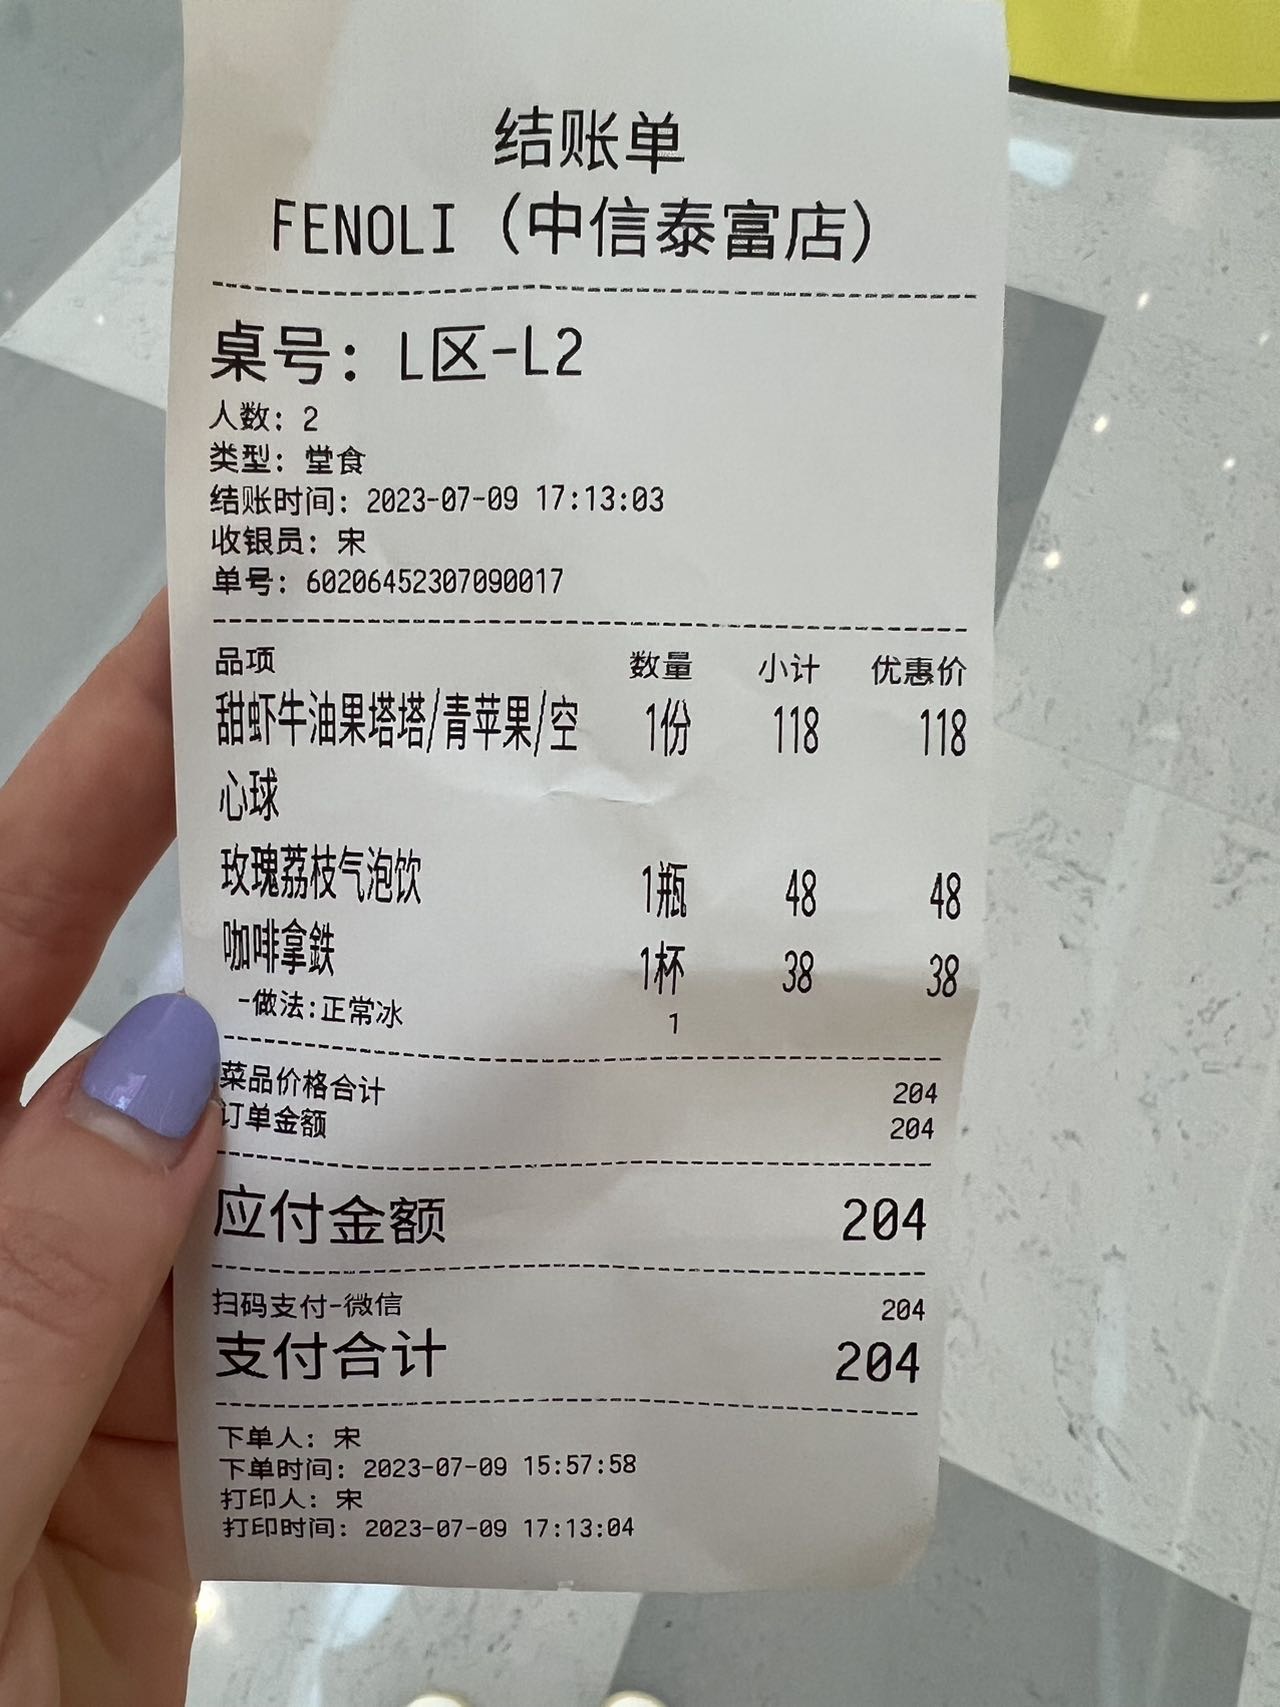 结账单
FENOLI（中信泰富店）
桌号：L区-L2
人数：2
类型：堂食
结账时间：2023-07-09 17:13:03
收银员：宋
单号：60206452307090017
品项 数量 小计 优惠价
甜虾牛油果塔塔/青苹果/空 1份 118 118
心球
玫瑰荔枝气泡饮 1瓶 48 48
咖啡拿鉄 1杯 38 38
-做法:正常冰 1
菜品价格合计 204
订单金额 204
应付金额 204
扫码支付-微信 204
支付合计 204
下单人：宋
下单时间：2023-07-09 15:57:58
打印人：宋
打印时间：2023-07-09 17:13:04